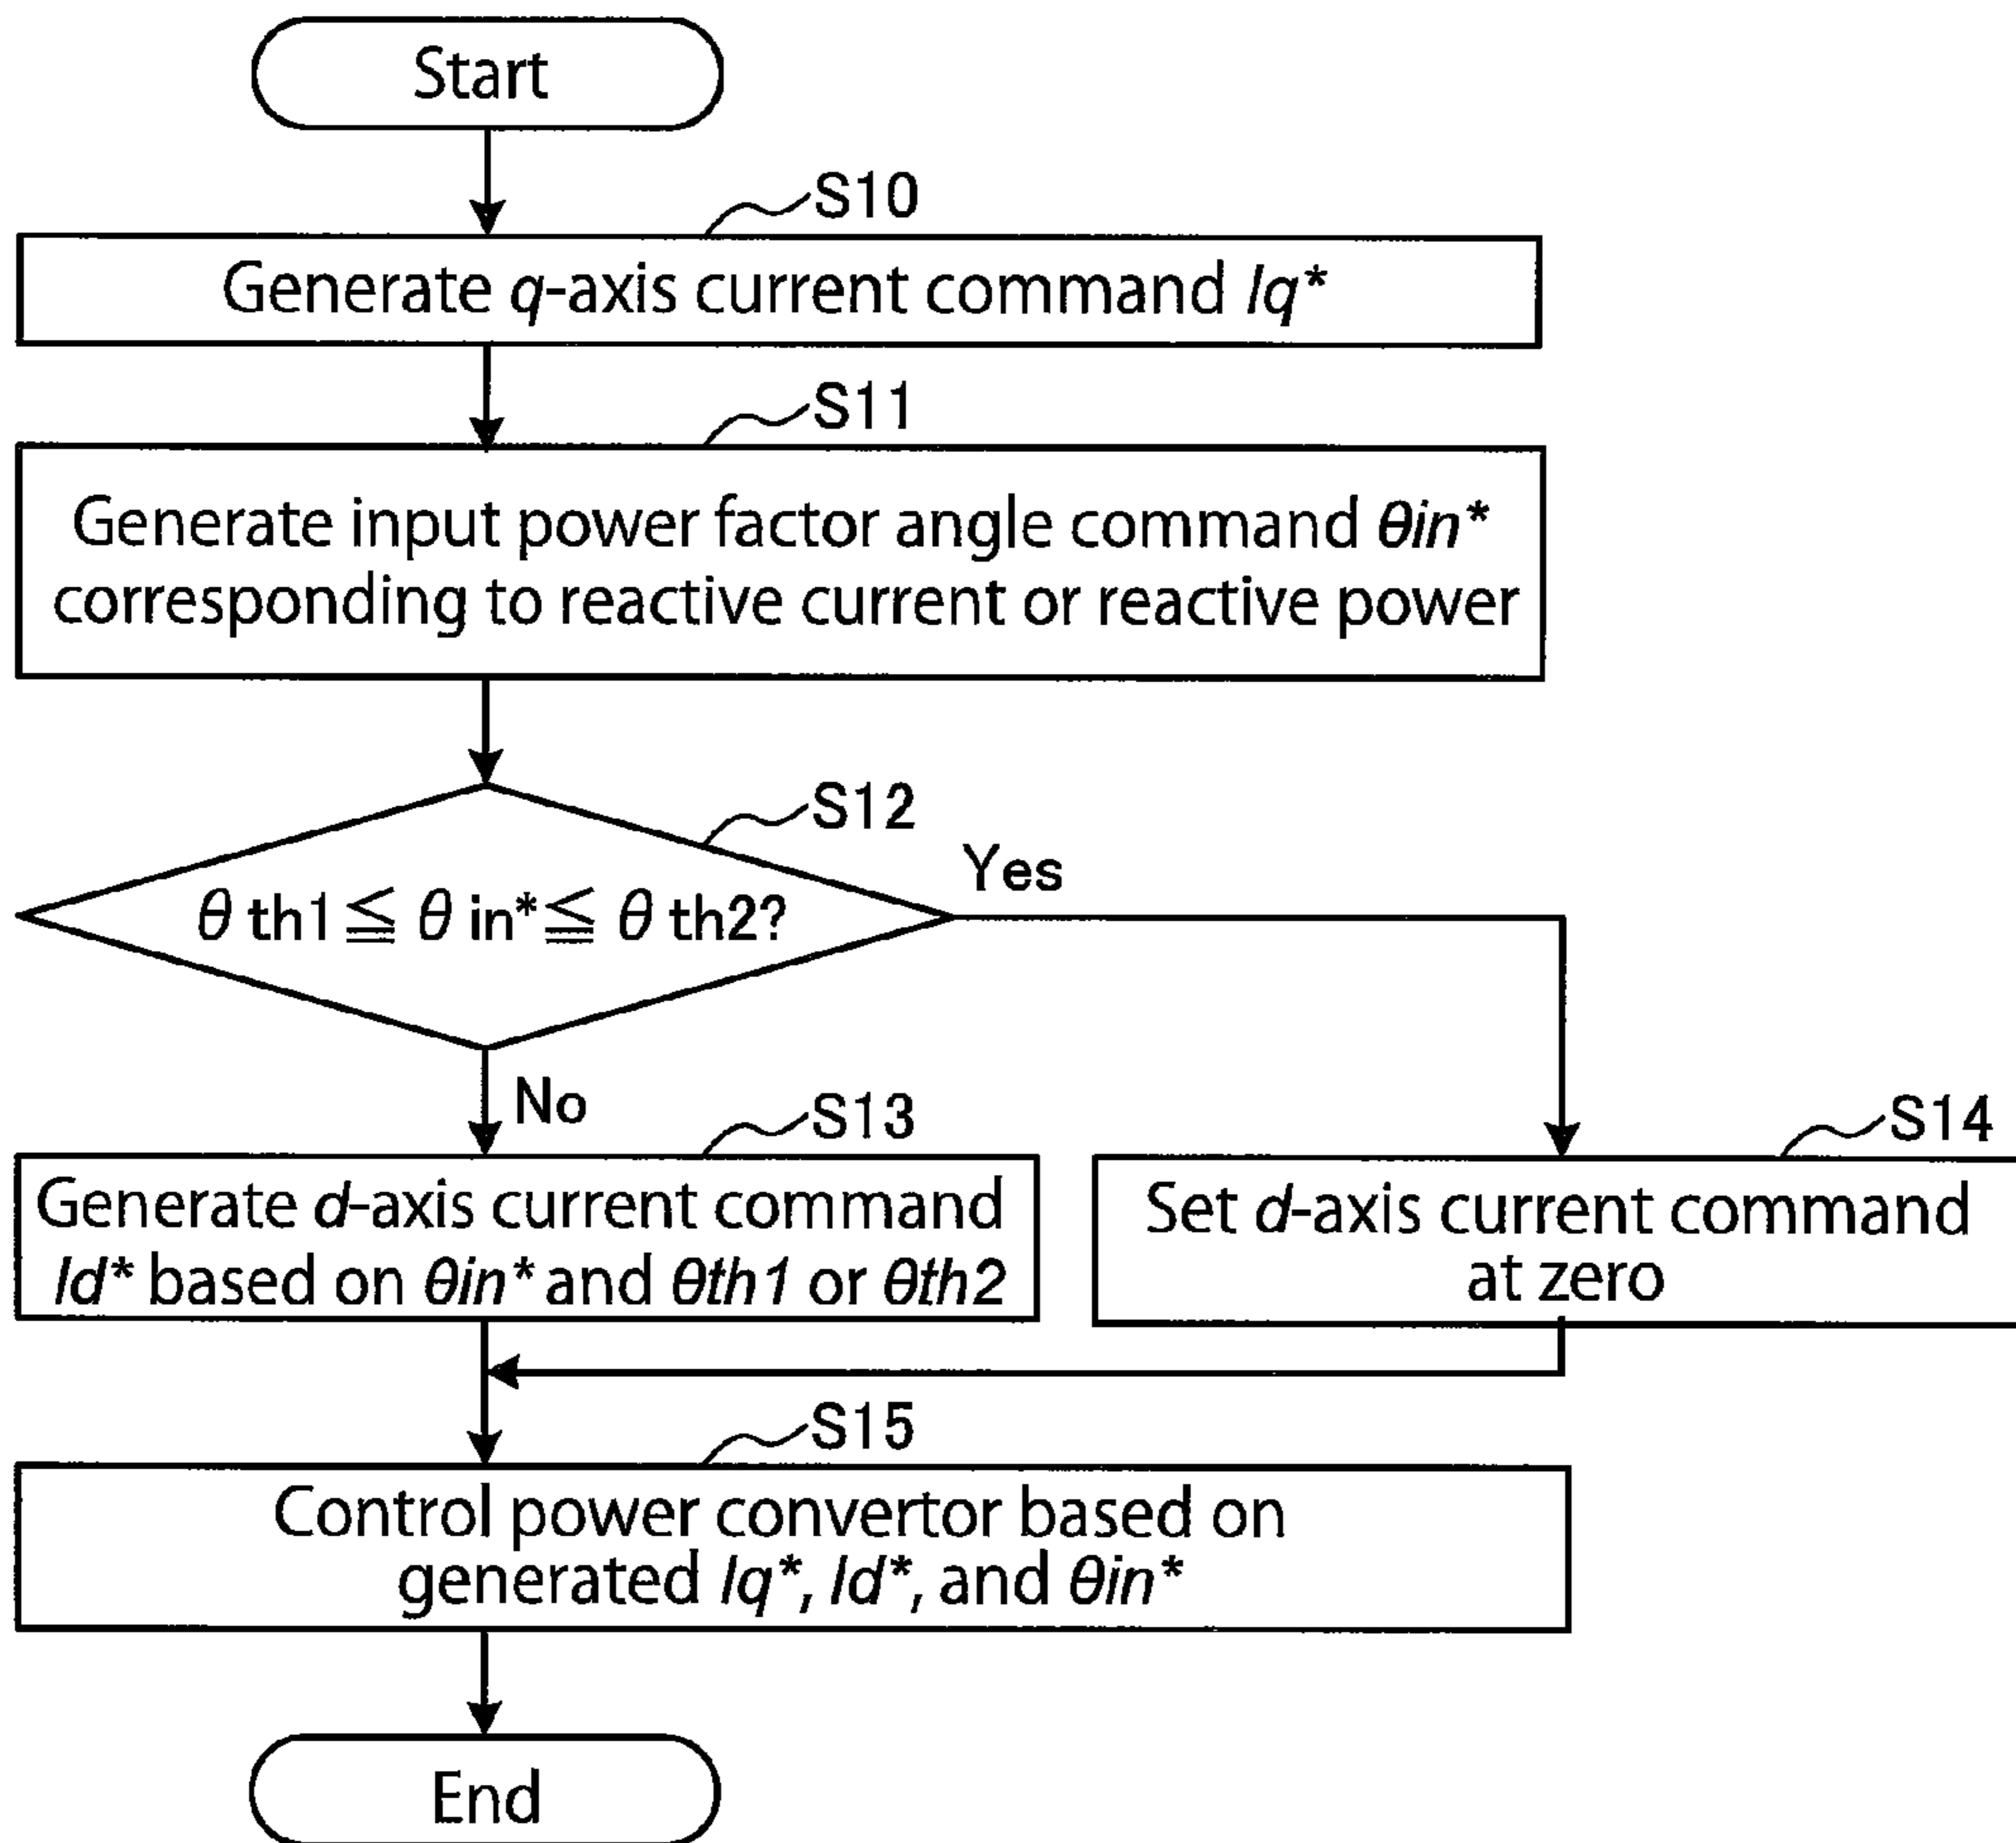 Start
S10
Generate q-axis current command Iq*
S11
Generate input power factor angle command θin*
corresponding to reactive current or reactive power
S12
θ th1 ≦ θ in* ≦ θ th2?
Yes
No
S13
Generate d-axis current command
Id* based on θin* and θth1 or θth2
S14
Set d-axis current command
at zero
S15
Control power convertor based on
generated Iq*, Id*, and θin*
End